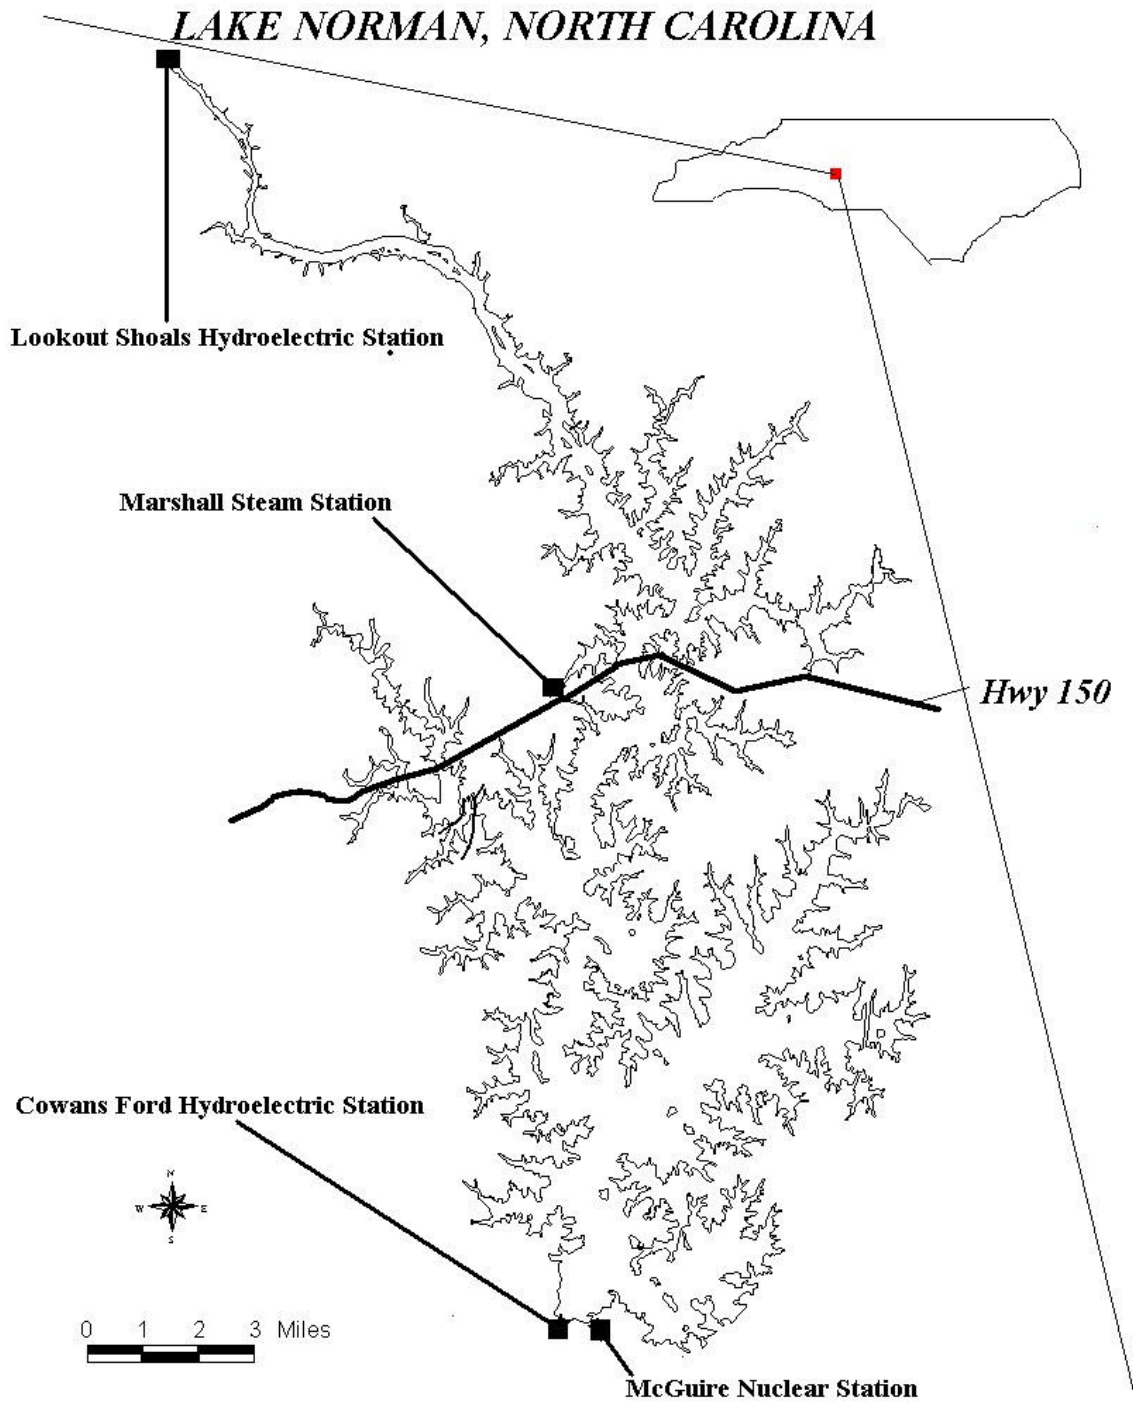 LAKE NORMAN, NORTH CAROLINA
Lookout Shoals Hydroelectric Station
Marshall Steam Station
Hwy 150
Cowans Ford Hydroelectric Station
N
W E
S
0 1 2 3 Miles
McGuire Nuclear Station